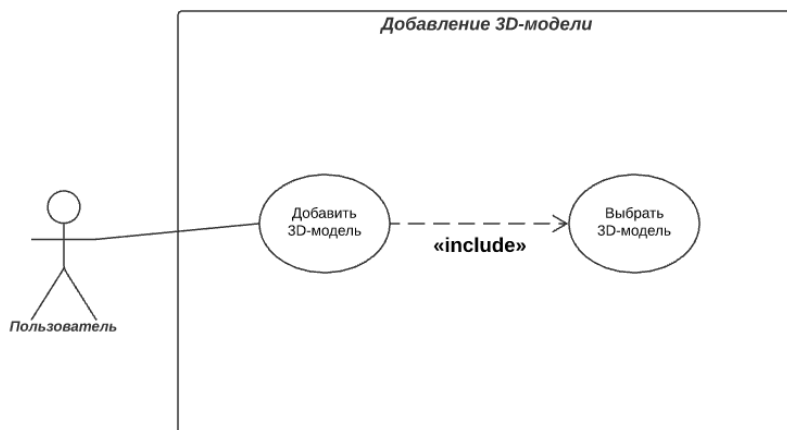 Добавление 3D-модели
Добавить
3D-модель
«include»
Выбрать
3D-модель
Пользователь